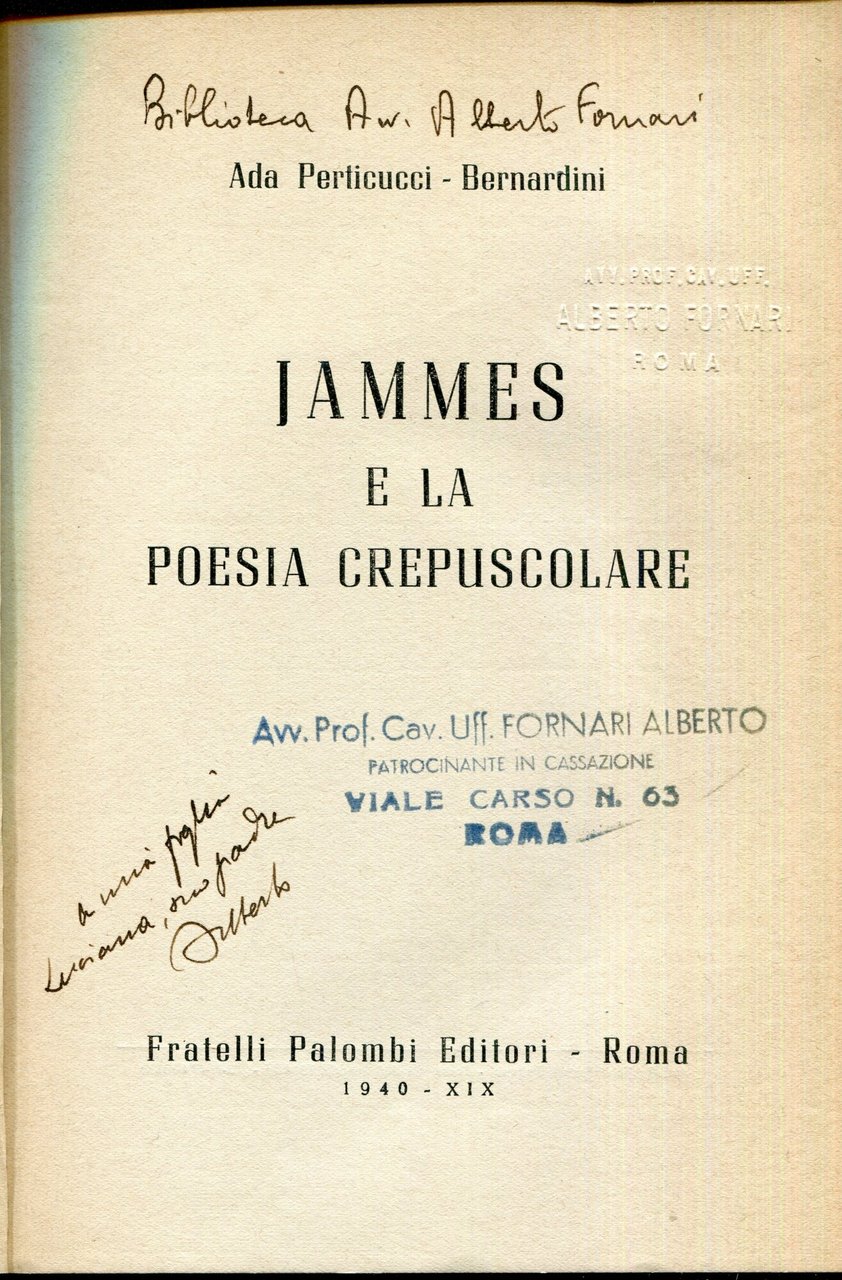 Biblioteca Avv. Alberto Fornari
Ada Perticucci - Bernardini
AVV. PROF. CAV. UFF.
ALBERTO FORNARI
ROMA
JAMMES
E LA
POESIA CREPUSCOLARE
Avv. Prof. Cav. Uff. FORNARI ALBERTO
PATROCINANTE IN CASSAZIONE
VIALE CARSO N. 63
ROMA
a mia figlia
Luciana, suo padre
Alberto
Fratelli Palombi Editori - Roma
1940 - XIX